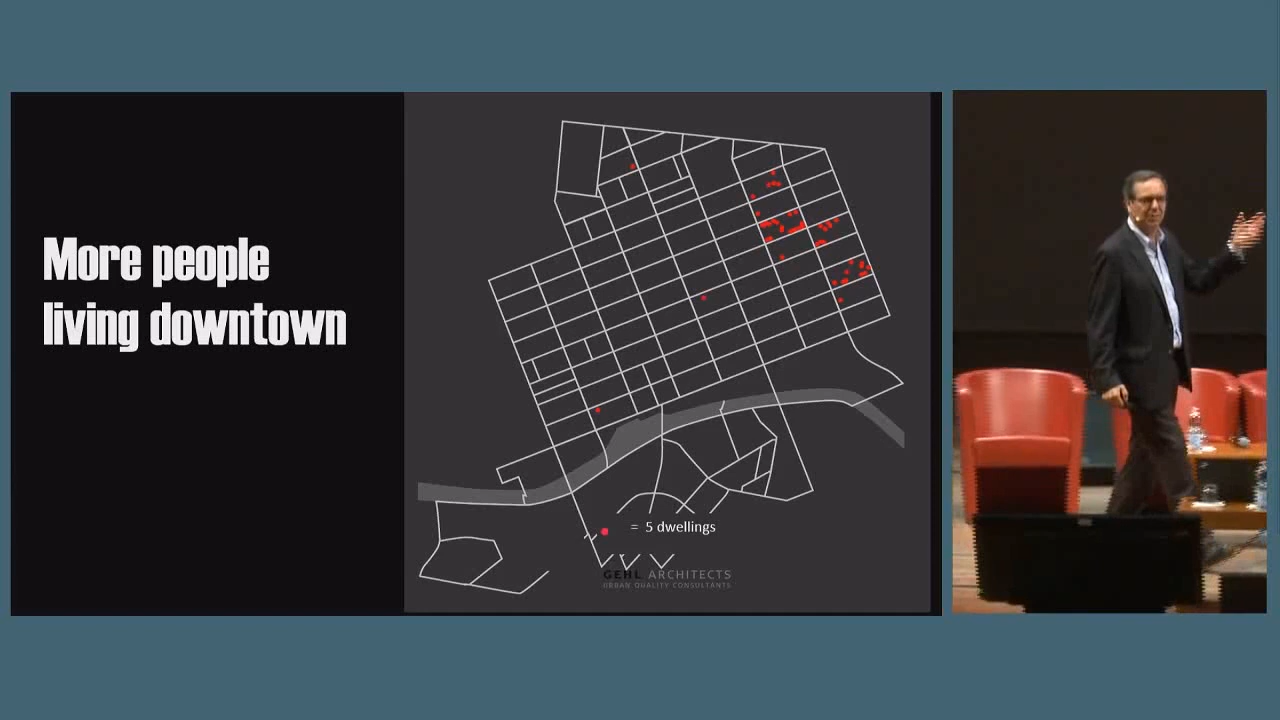 More people
living downtown
= 5 dwellings
GEHL ARCHITECTS
URBAN QUALITY CONSULTANTS